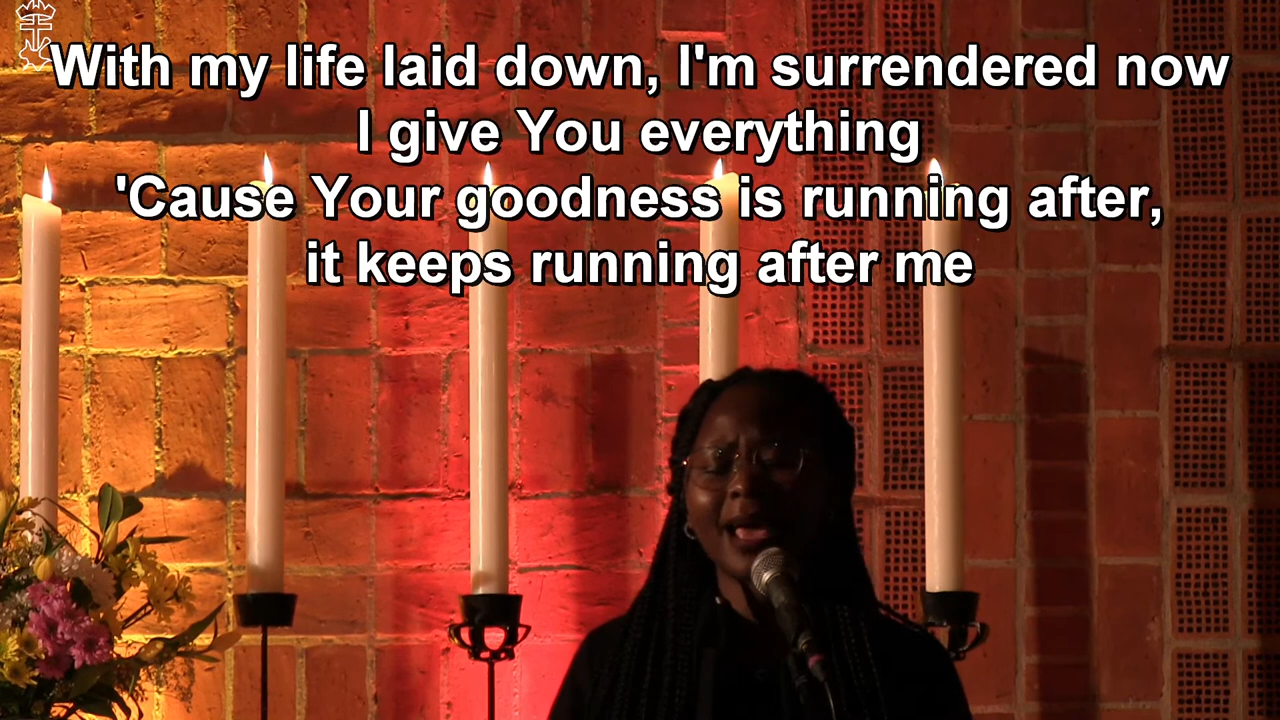 With my life laid down, I'm surrendered now
I give You everything
'Cause Your goodness is running after,
it keeps running after me